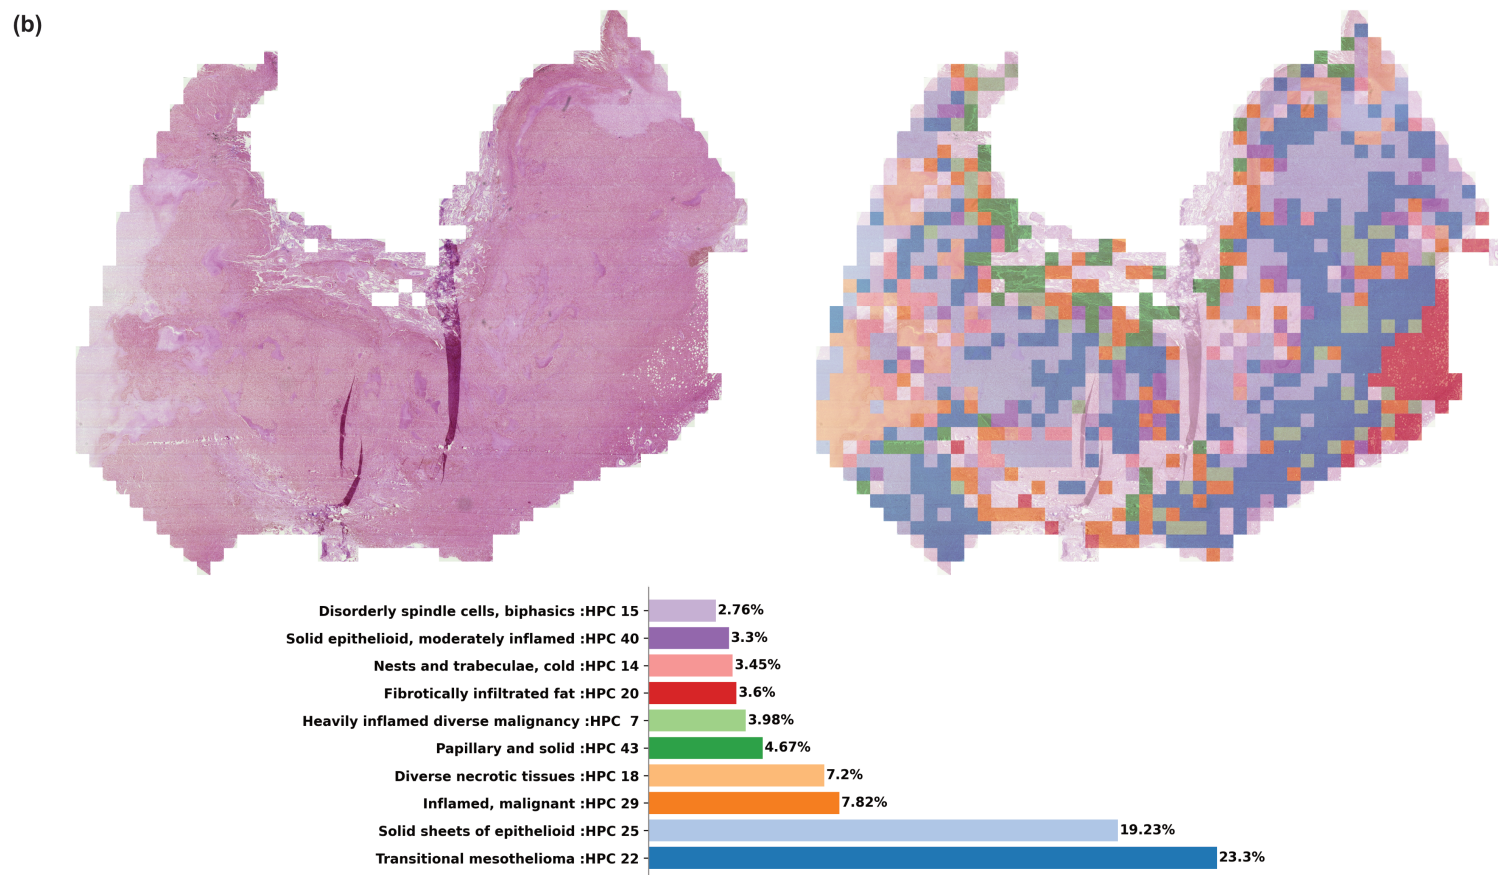 (b)
Disorderly spindle cells, biphasics :HPC 15 2.76%
Solid epithelioid, moderately inflamed :HPC 40 3.3%
Nests and trabeculae, cold :HPC 14 3.45%
Fibrotically infiltrated fat :HPC 20 3.6%
Heavily inflamed diverse malignancy :HPC  7 3.98%
Papillary and solid :HPC 43 4.67%
Diverse necrotic tissues :HPC 18 7.2%
Inflamed, malignant :HPC 29 7.82%
Solid sheets of epithelioid :HPC 25 19.23%
Transitional mesothelioma :HPC 22 23.3%